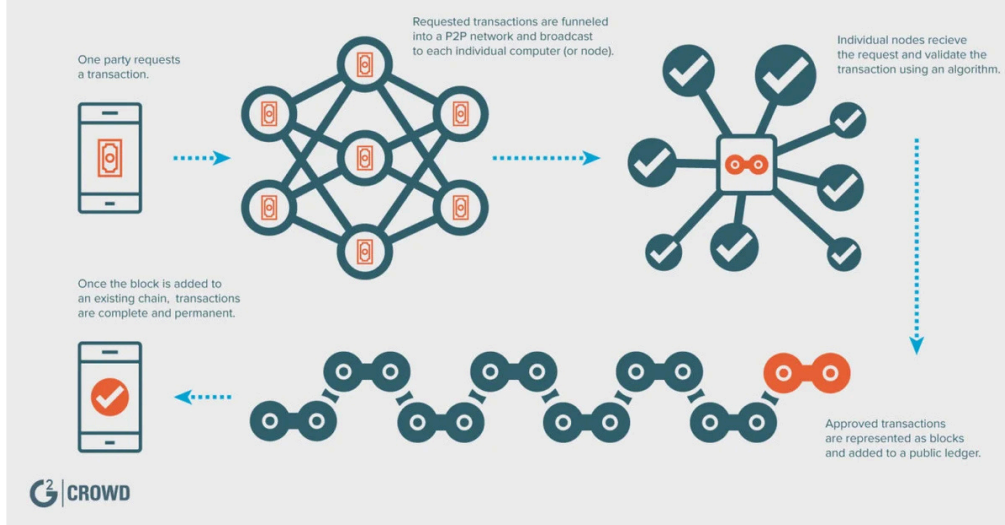 One party requests
a transaction.
Requested transactions are funneled
into a P2P network and broadcast
to each individual computer (or node).
Individual nodes recieve
the request and validate the
transaction using an algorithm.
Approved transactions
are represented as blocks
and added to a public ledger.
Once the block is added to
an existing chain, transactions
are complete and permanent.
G2 | CROWD